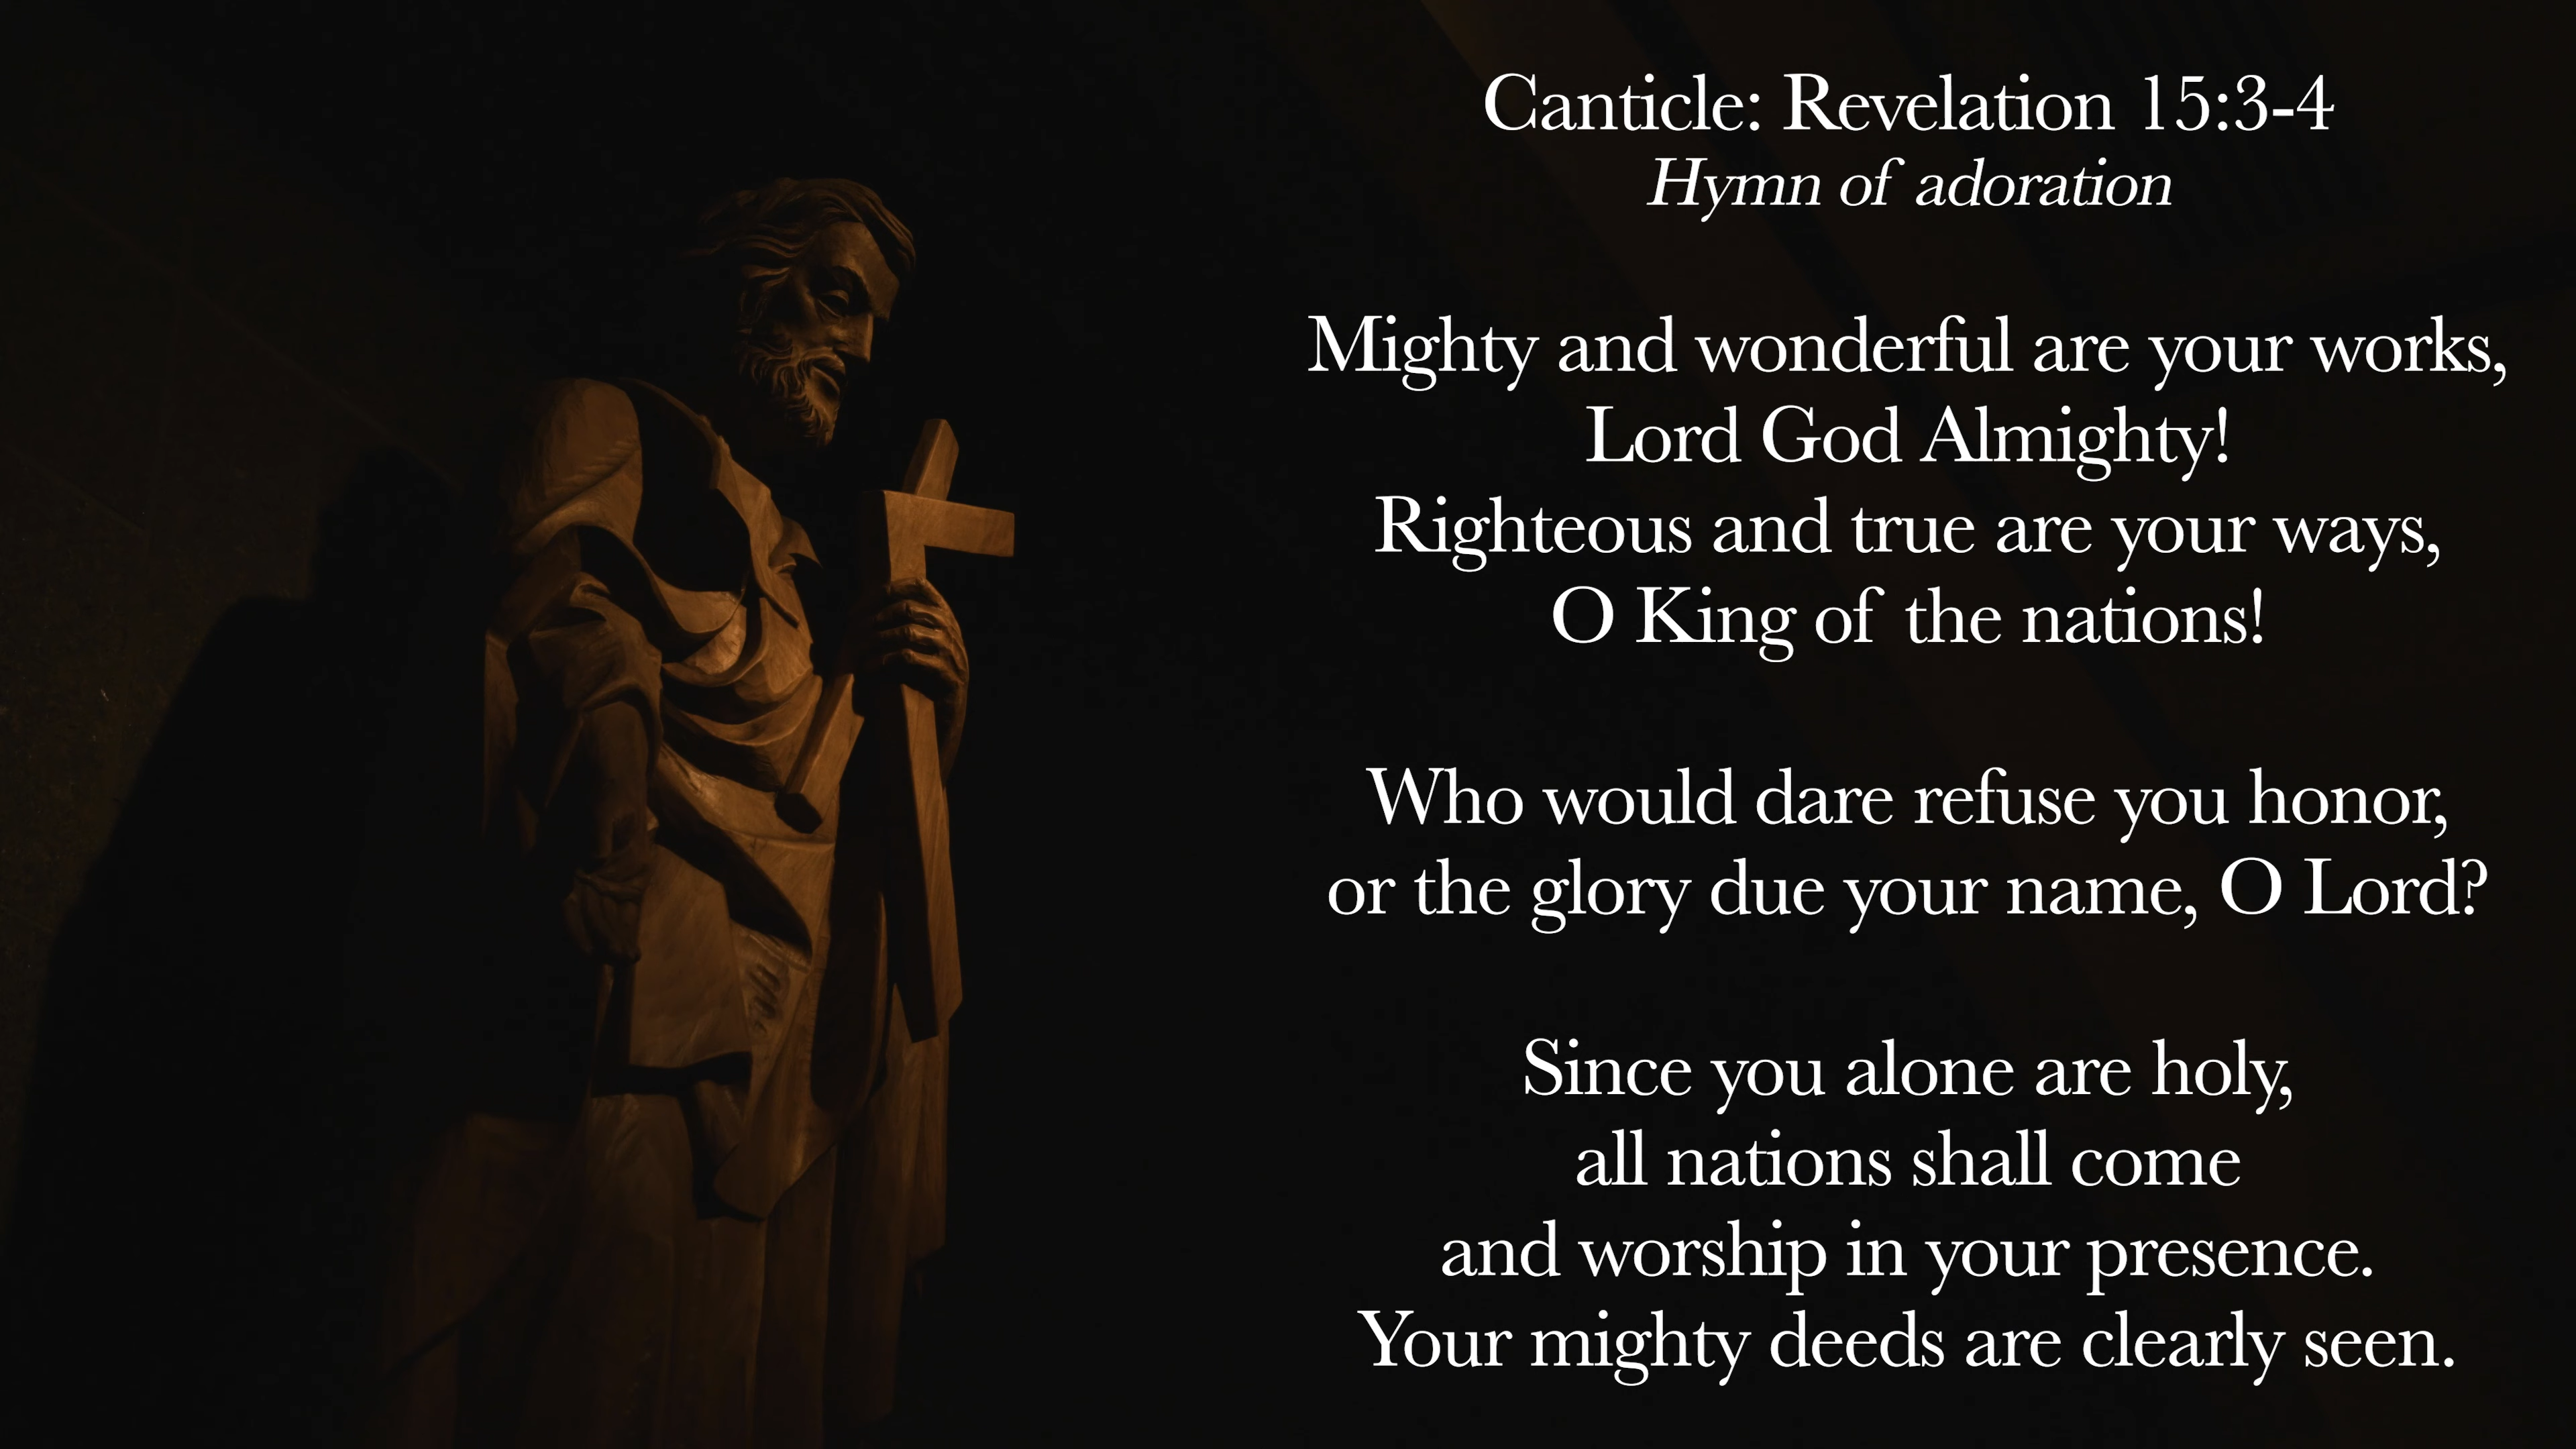 Canticle: Revelation 15:3-4
Hymn of adoration
Mighty and wonderful are your works,
Lord God Almighty!
Righteous and true are your ways,
O King of the nations!
Who would dare refuse you honor,
or the glory due your name, O Lord?
Since you alone are holy,
all nations shall come
and worship in your presence.
Your mighty deeds are clearly seen.